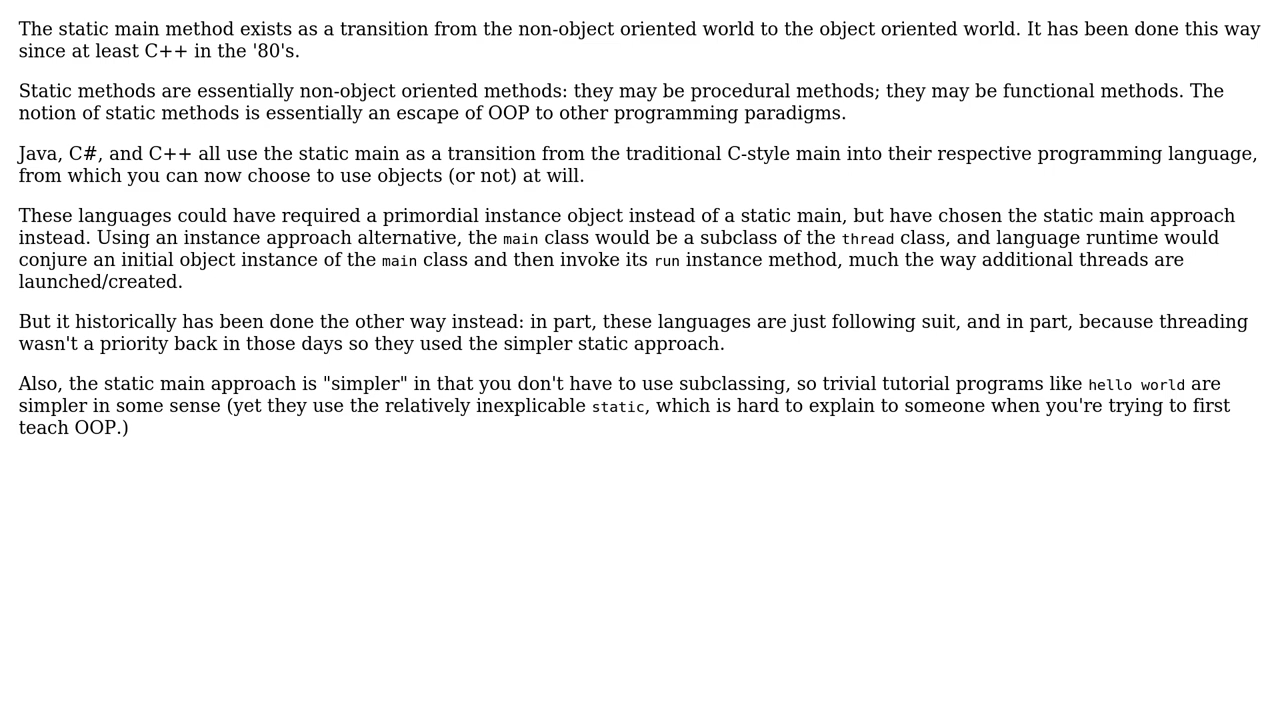 The static main method exists as a transition from the non-object oriented world to the object oriented world. It has been done this way
since at least C++ in the '80's.
Static methods are essentially non-object oriented methods: they may be procedural methods; they may be functional methods. The
notion of static methods is essentially an escape of OOP to other programming paradigms.
Java, C#, and C++ all use the static main as a transition from the traditional C-style main into their respective programming language,
from which you can now choose to use objects (or not) at will.
These languages could have required a primordial instance object instead of a static main, but have chosen the static main approach
instead. Using an instance approach alternative, the main class would be a subclass of the thread class, and language runtime would
conjure an initial object instance of the main class and then invoke its run instance method, much the way additional threads are
launched/created.
But it historically has been done the other way instead: in part, these languages are just following suit, and in part, because threading
wasn't a priority back in those days so they used the simpler static approach.
Also, the static main approach is "simpler" in that you don't have to use subclassing, so trivial tutorial programs like hello world are
simpler in some sense (yet they use the relatively inexplicable static, which is hard to explain to someone when you're trying to first
teach OOP.)